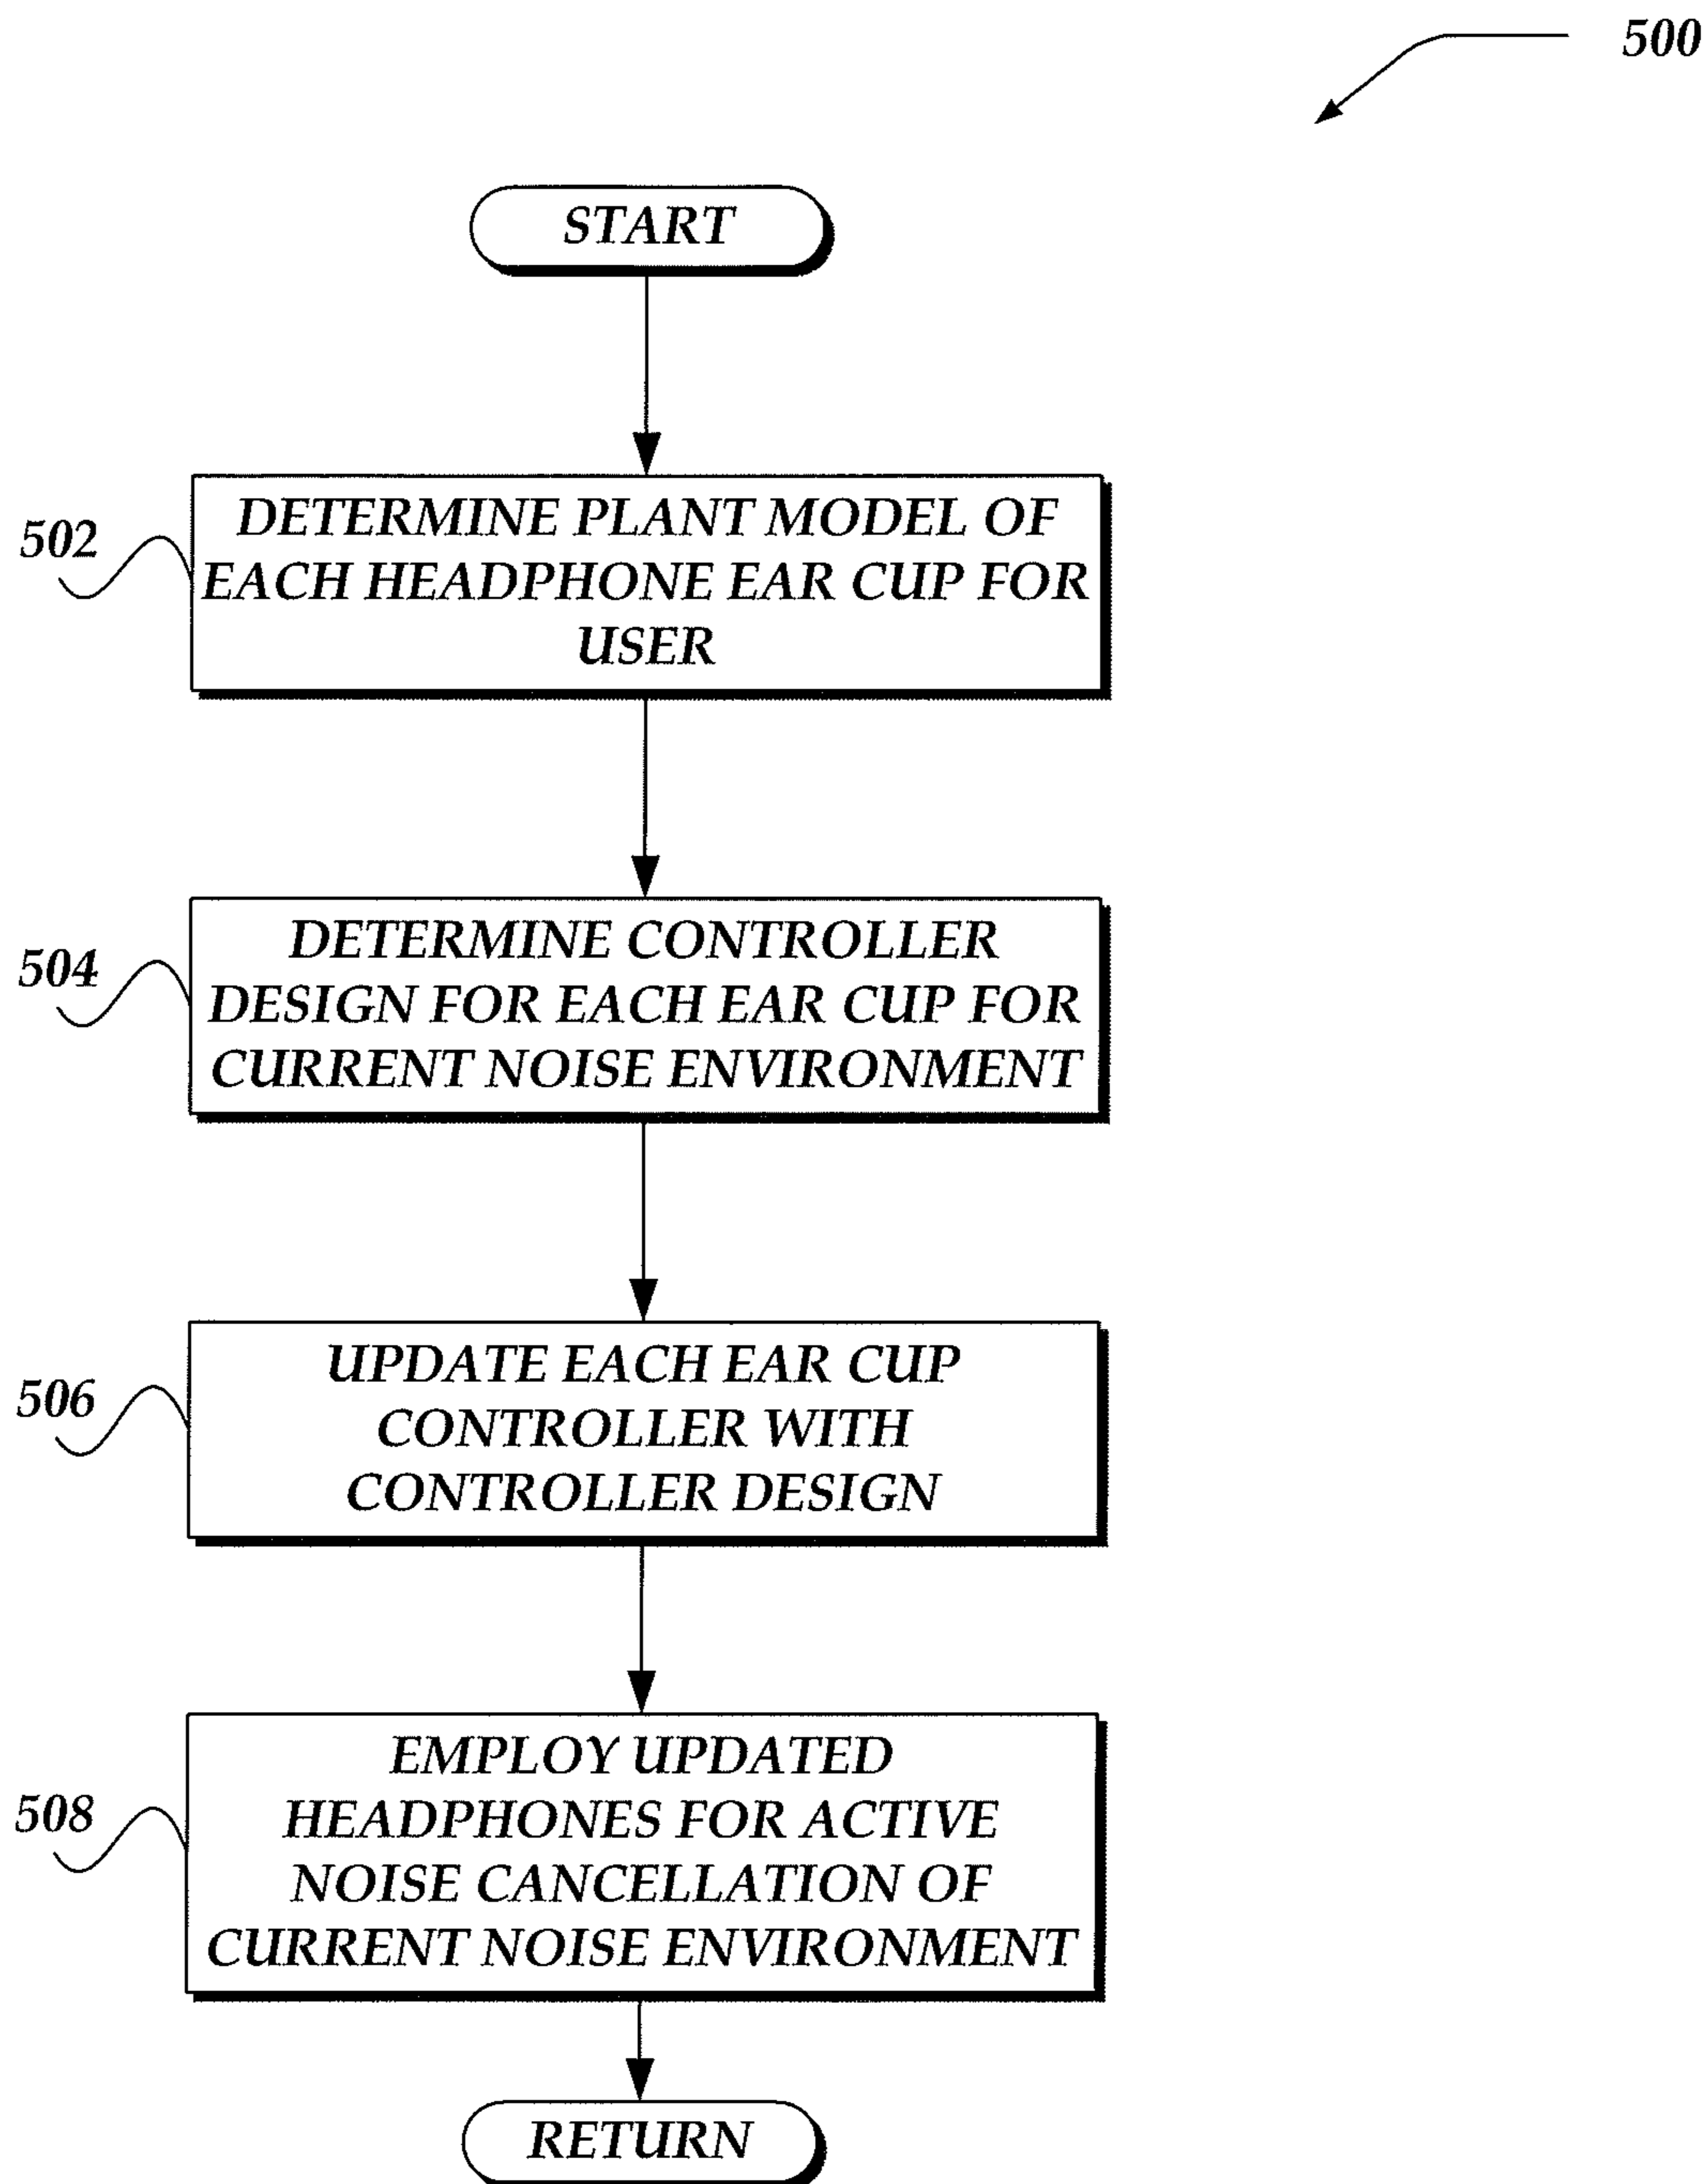 500
START
502
DETERMINE PLANT MODEL OF
EACH HEADPHONE EAR CUP FOR
USER
504
DETERMINE CONTROLLER
DESIGN FOR EACH EAR CUP FOR
CURRENT NOISE ENVIRONMENT
506
UPDATE EACH EAR CUP
CONTROLLER WITH
CONTROLLER DESIGN
508
EMPLOY UPDATED
HEADPHONES FOR ACTIVE
NOISE CANCELLATION OF
CURRENT NOISE ENVIRONMENT
RETURN